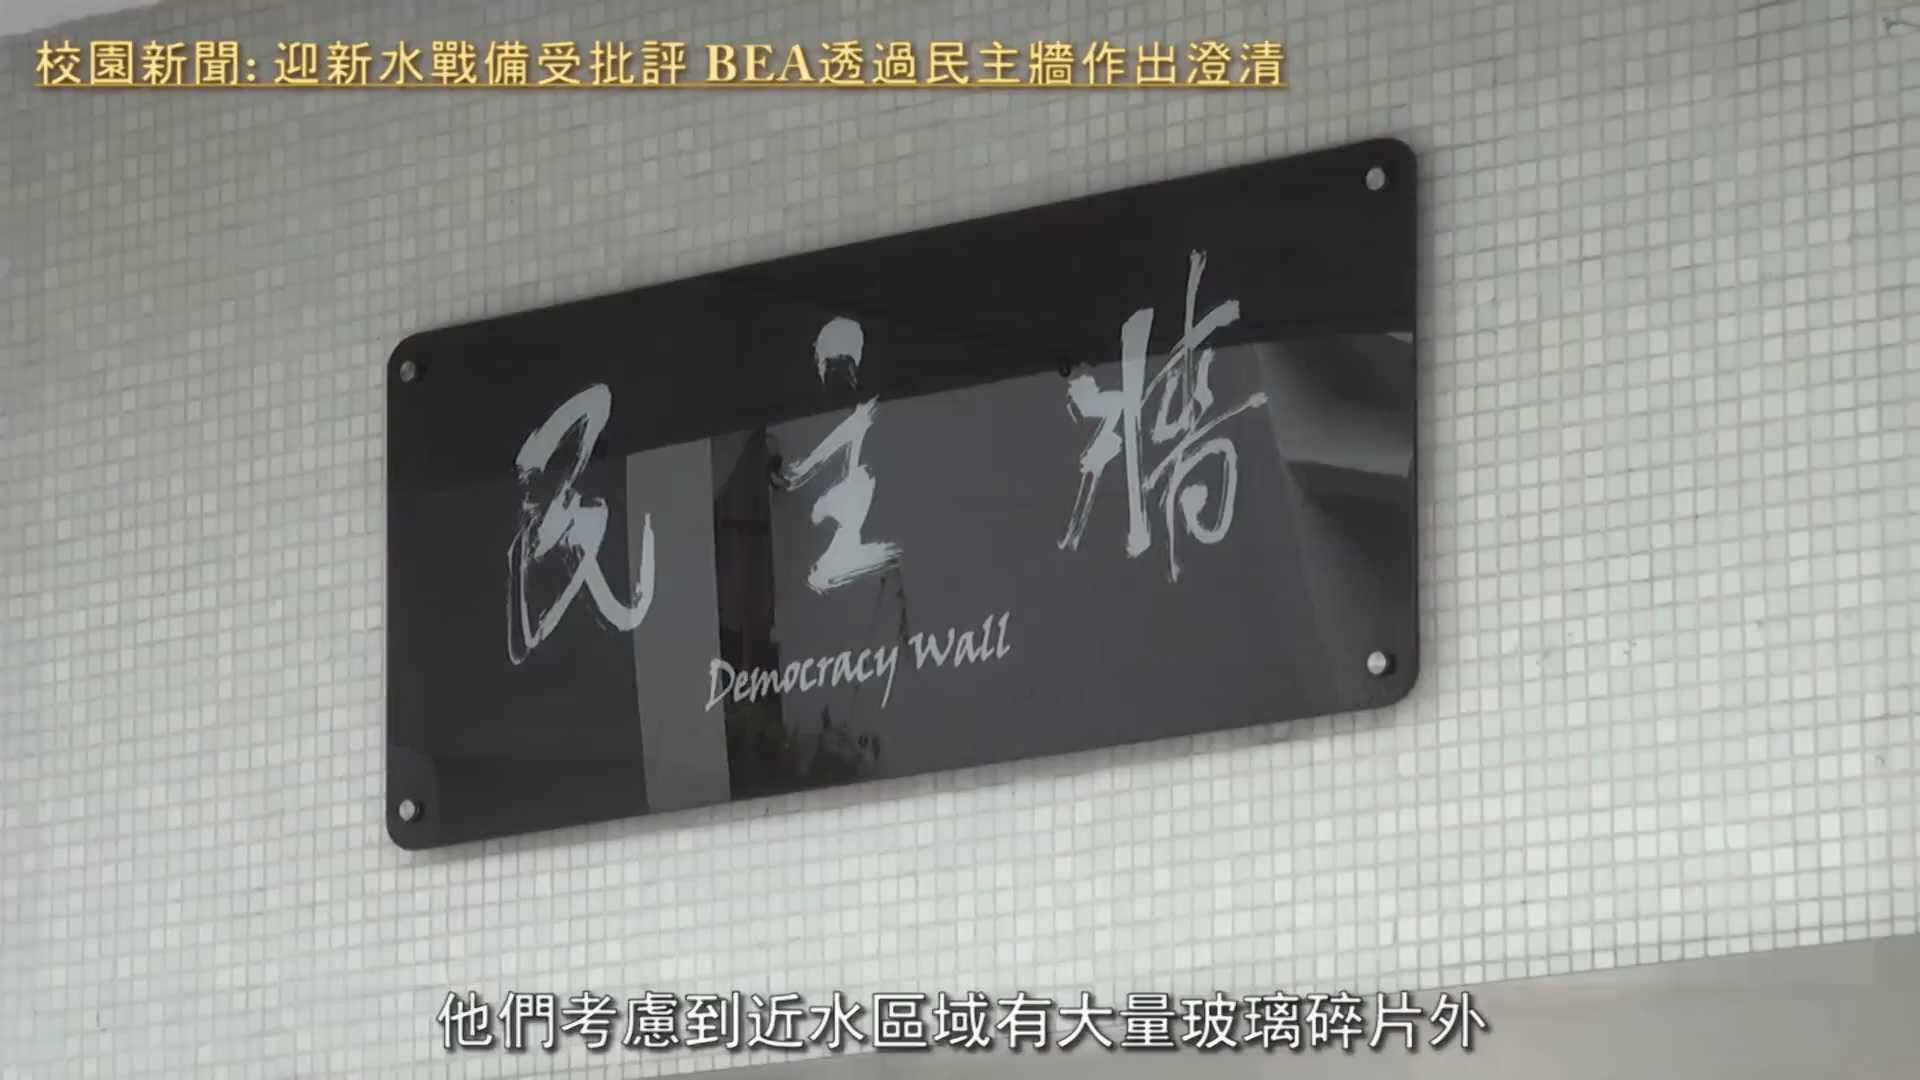 校園新聞: 迎新水戰備受批評 BEA透過民主牆作出澄清
民主牆
Democracy Wall
他們考慮到近水區域有大量玻璃碎片外